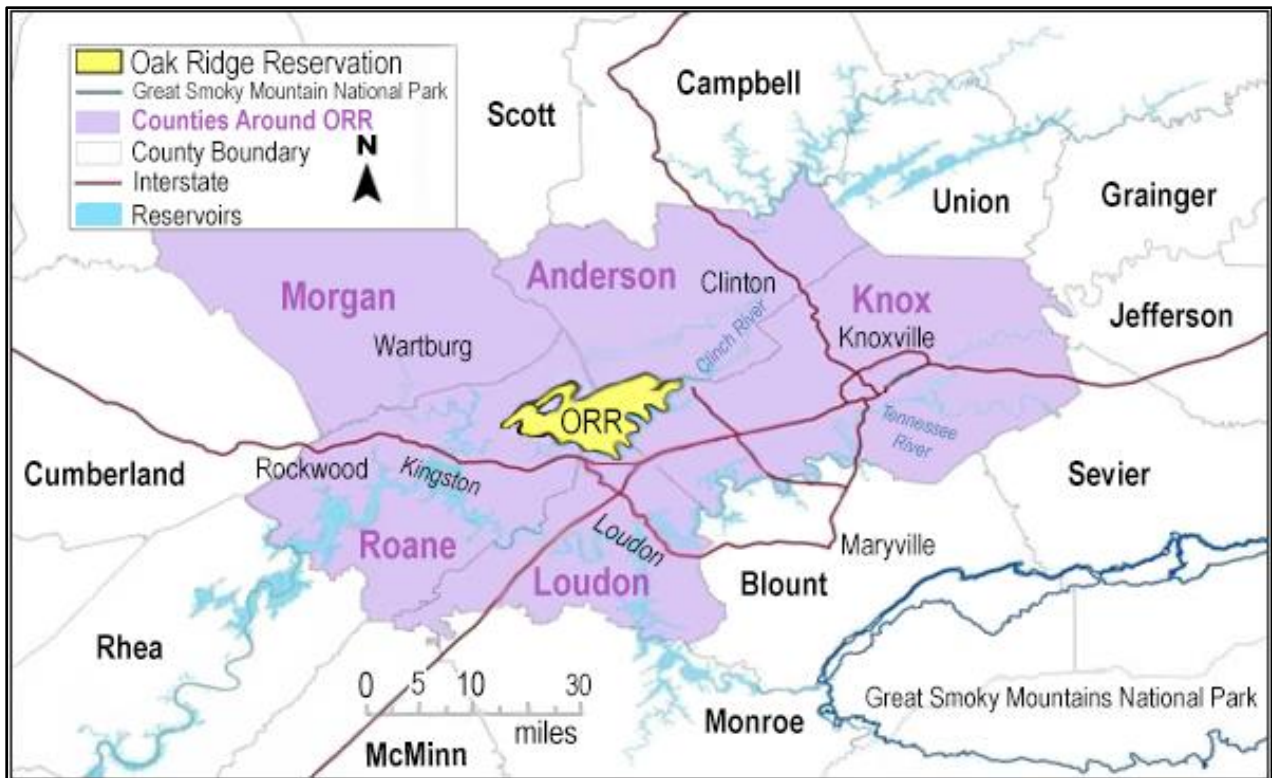 Oak Ridge Reservation
Great Smoky Mountain National Park
Counties Around ORR
County Boundary
Interstate
Reservoirs
N
Scott
Campbell
Union
Grainger
Morgan
Anderson
Clinton
Knox
Jefferson
Wartburg
Clinch River
Knoxville
ORR
Tennessee
River
Cumberland
Rockwood
Kingston
Sevier
Roane
Loudon
Maryville
Loudon
Blount
Rhea
0 5 10 30
miles
Great Smoky Mountains National Park
Monroe
McMinn